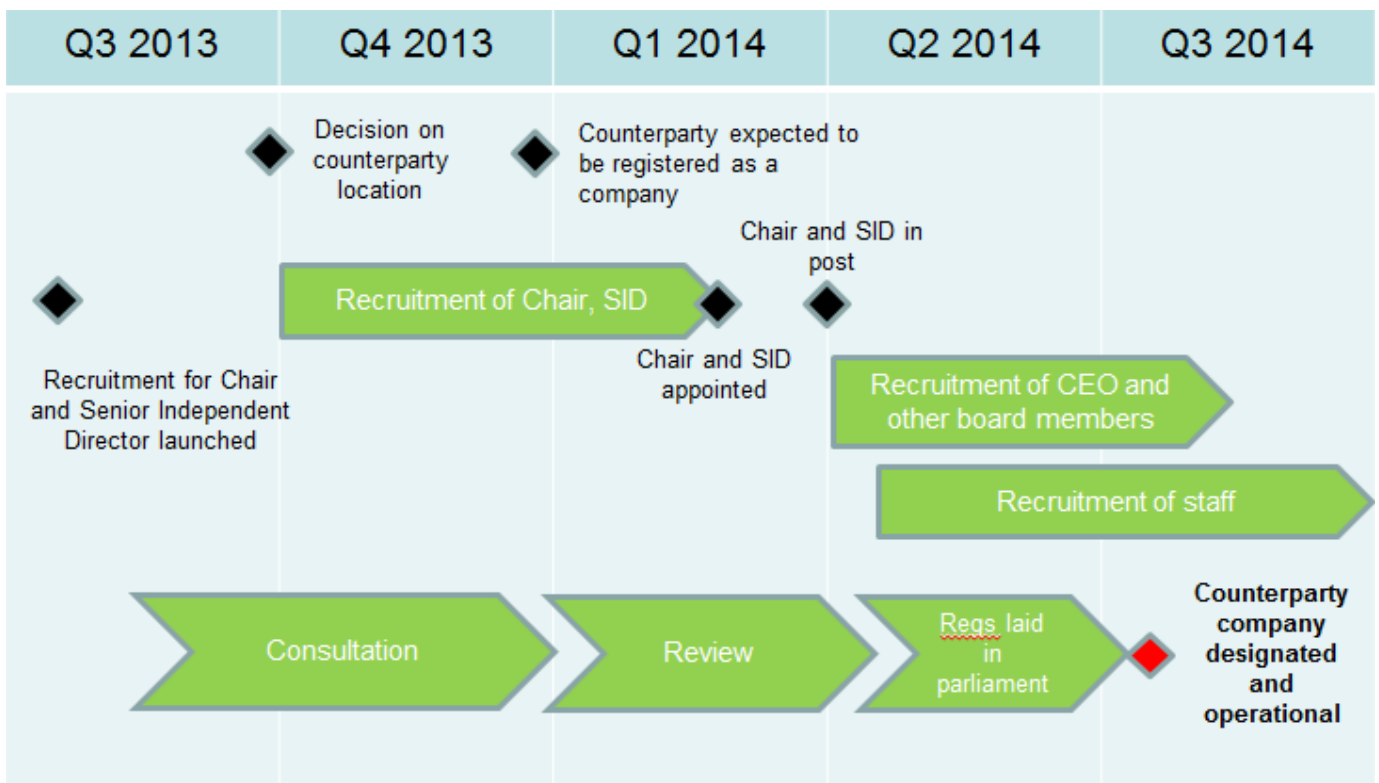 Q3 2013
Q4 2013
Q1 2014
Q2 2014
Q3 2014
Decision on
counterparty
location
Counterparty expected to
be registered as a
company
Chair and SID in
post
Recruitment of Chair, SID
Chair and SID
appointed
Recruitment for Chair
and Senior Independent
Director launched
Recruitment of CEO and
other board members
Recruitment of staff
Consultation
Review
Regs laid
in
parliament
Counterparty
company
designated
and
operational